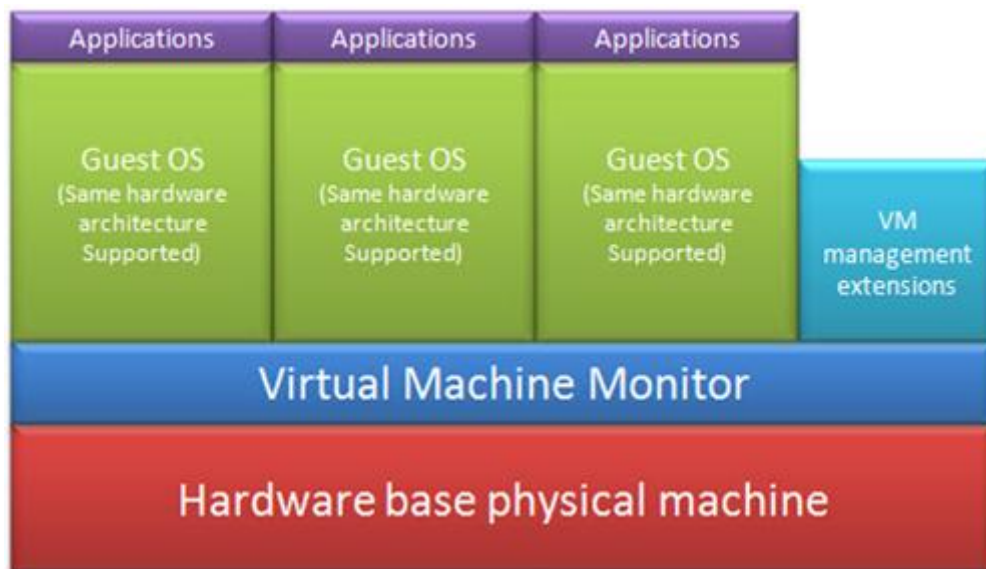 Applications
Applications
Applications
Guest OS
(Same hardware
architecture
Supported)
Guest OS
(Same hardware
architecture
Supported)
Guest OS
(Same hardware
architecture
Supported)
VM
management
extensions
Virtual Machine Monitor
Hardware base physical machine